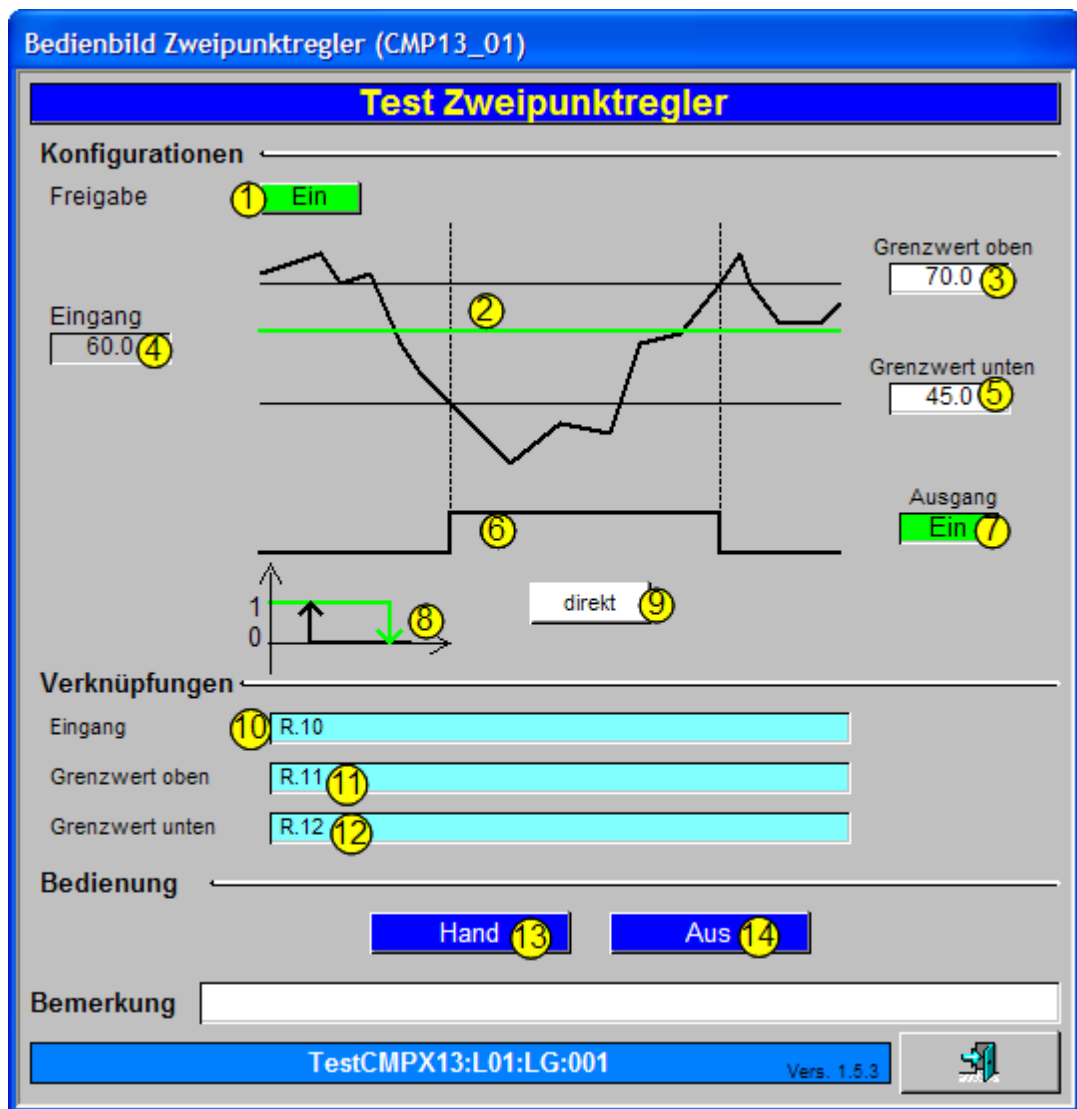 Bedienbild Zweipunktregler (CMP13_01)
Test Zweipunktregler
Konfigurationen
Freigabe 1 Ein
Grenzwert oben
70.0 3
2
Eingang
60.0 4
Grenzwert unten
45.0 5
Ausgang
6 Ein 7
1
0
8
direkt 9
Verknüpfungen
Eingang 10 R.10
Grenzwert oben R.11 11
Grenzwert unten R.12 12
Bedienung
Hand 13 Aus 14
Bemerkung
TestCMPX13:L01:LG:001 Vers. 1.5.3